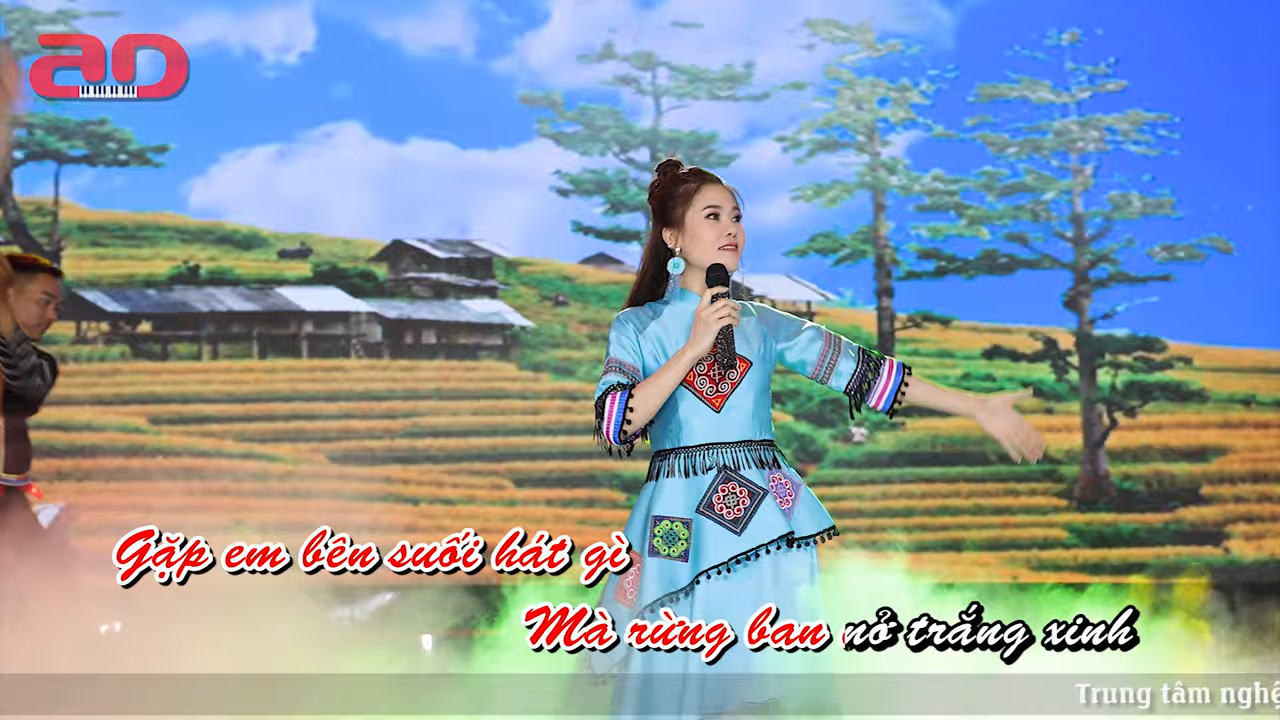 aD
Gặp em bên suối hát gì
Mà rừng ban nở trắng xinh
Trung tâm nghệ